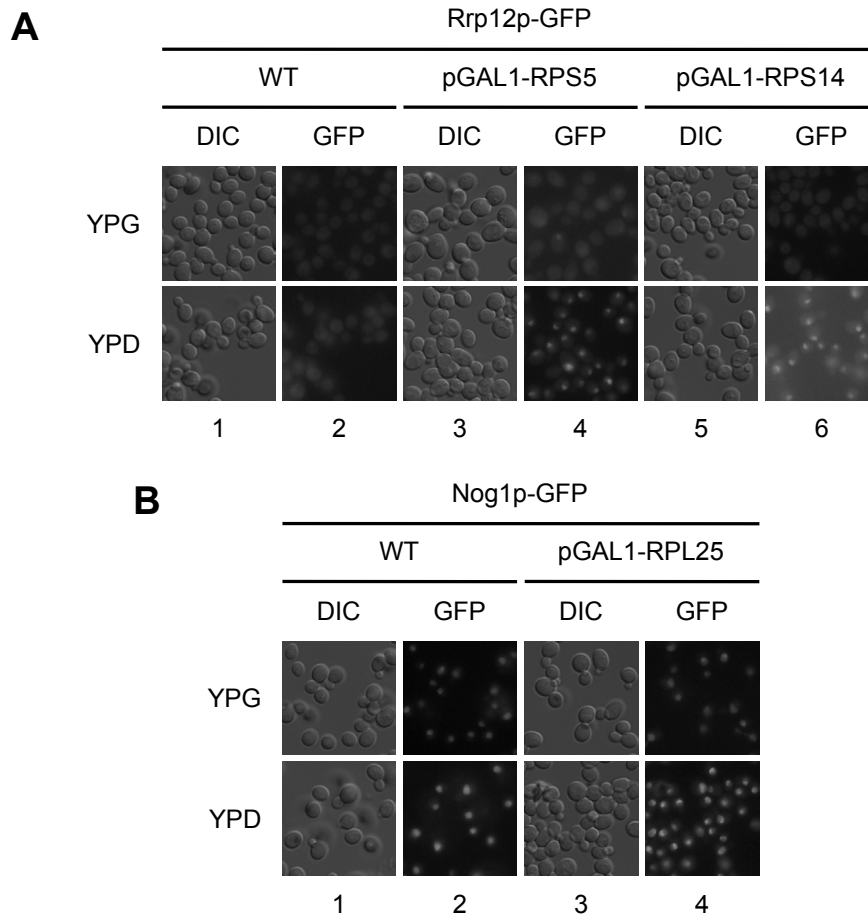 A
Rrp12p-GFP
WT pGAL1-RPS5 pGAL1-RPS14
DIC GFP DIC GFP DIC GFP
YPG
YPD
1 2 3 4 5 6
B
Nog1p-GFP
WT pGAL1-RPL25
DIC GFP DIC GFP
YPG
YPD
1 2 3 4